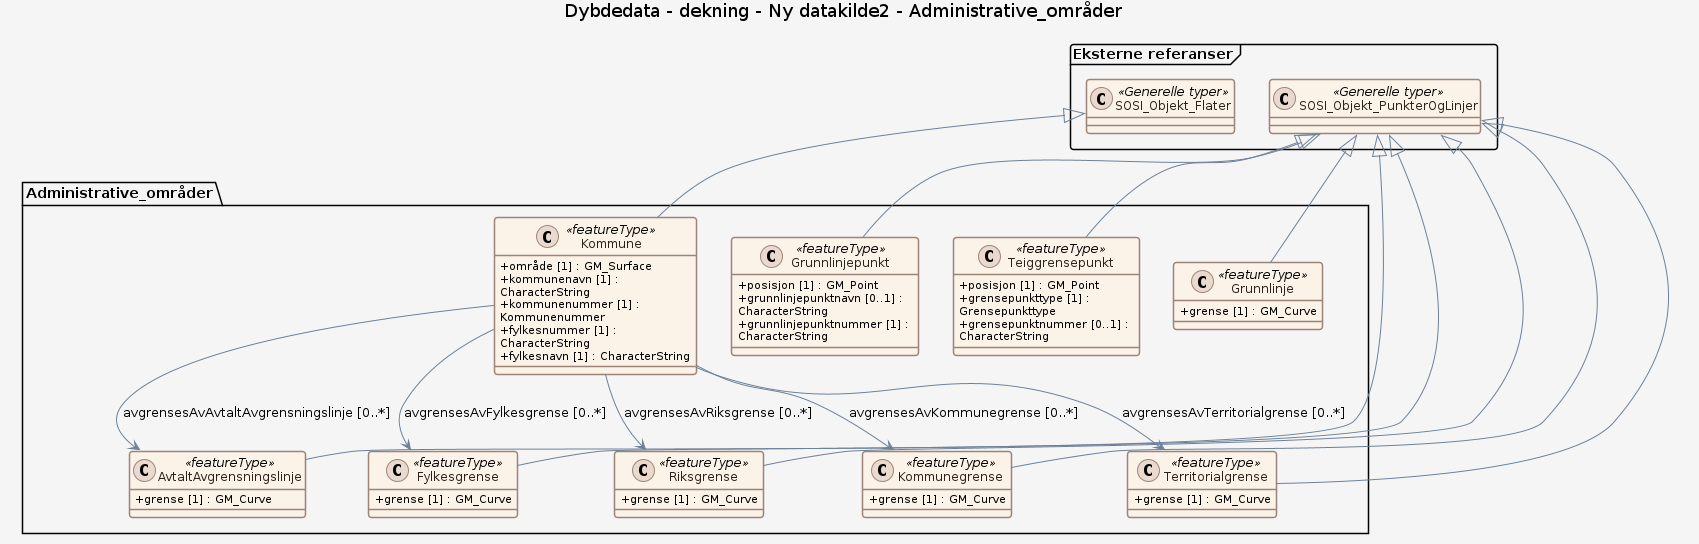 Dybdedata - dekning - Ny datakilde2 - Administrative_områder
Eksterne referanser
C
«Generelle typer»
SOSI_Objekt_Flater
C
«Generelle typer»
SOSI_Objekt_PunkterOgLinjer
Administrative_områder
C
«featureType»
Kommune
+område [1] : GM_Surface
+kommunenavn [1] :
CharacterString
+kommunenummer [1] :
Kommunenummer
+fylkesnummer [1] :
CharacterString
+fylkesnavn [1] : CharacterString
C
«featureType»
Grunnlinjepunkt
+posisjon [1] : GM_Point
+grunnlinjepunktnavn [0..1] :
CharacterString
+grunnlinjepunktnummer [1] :
CharacterString
C
«featureType»
Teiggrensepunkt
+posisjon [1] : GM_Point
+grensepunkttype [1] :
Grensepunkttype
+grensepunktnummer [0..1] :
CharacterString
C
«featureType»
Grunnlinje
+grense [1] : GM_Curve
avgrensesAvAvtaltAvgrensningslinje [0..*]
avgrensesAvFylkesgrense [0..*]
avgrensesAvRiksgrense [0..*]
avgrensesAvKommunegrense [0..*]
avgrensesAvTerritorialgrense [0..*]
C
«featureType»
AvtaltAvgrensningslinje
+grense [1] : GM_Curve
C
«featureType»
Fylkesgrense
+grense [1] : GM_Curve
C
«featureType»
Riksgrense
+grense [1] : GM_Curve
C
«featureType»
Kommunegrense
+grense [1] : GM_Curve
C
«featureType»
Territorialgrense
+grense [1] : GM_Curve